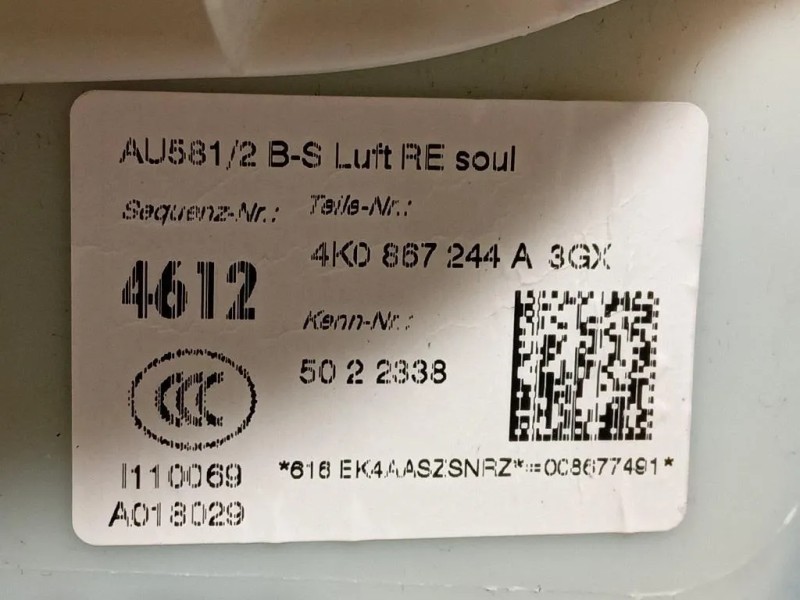 AU581/2 B-S Luft RE soul
Sequenz-Nr.: Teile-Nr.:
4K0 867 244 A 3GX
4612
Kenn-Nr.:
50 2 2338
CCC
I110069
*616 EK4AASZSNRZ*=008677491*
A018029